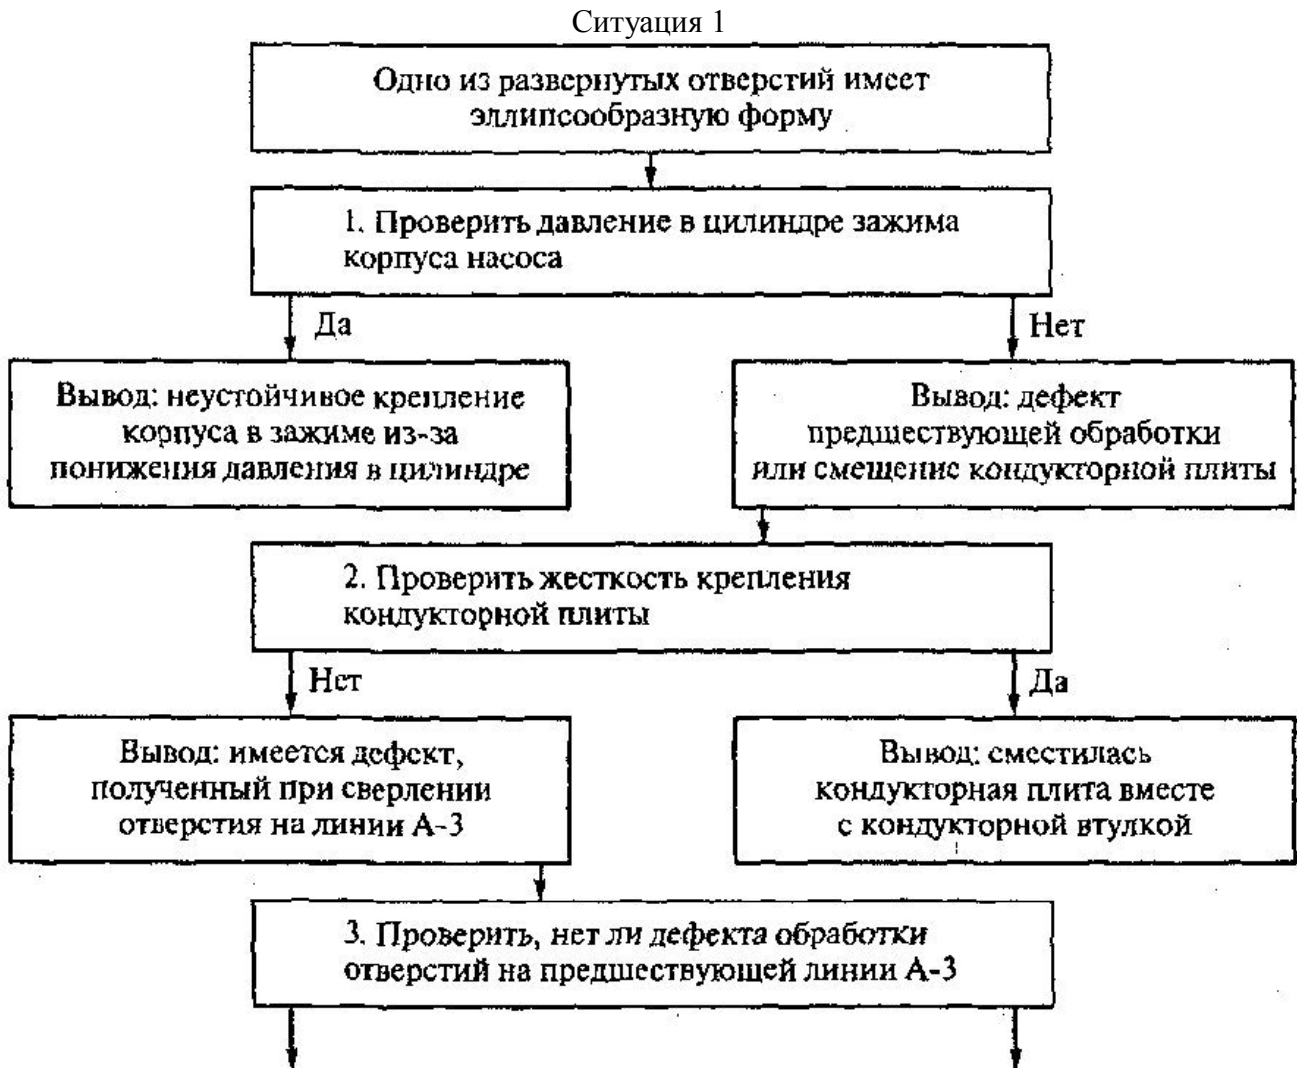 Ситуация 1
Одно из развернутых отверстий имеет
эллипсообразную форму
1. Проверить давление в цилиндре зажима
корпуса насоса
Да
Нет
Вывод: неустойчивое крепление
корпуса в зажиме из-за
понижения давления в цилиндре
Вывод: дефект
предшествующей обработки
или смещение кондукторной плиты
2. Проверить жесткость крепления
кондукторной плиты
Нет
Да
Вывод: имеется дефект,
полученный при сверлении
отверстия на линии А-3
Вывод: сместилась
кондукторная плита вместе
с кондукторной втулкой
3. Проверить, нет ли дефекта обработки
отверстий на предшествующей линии А-3